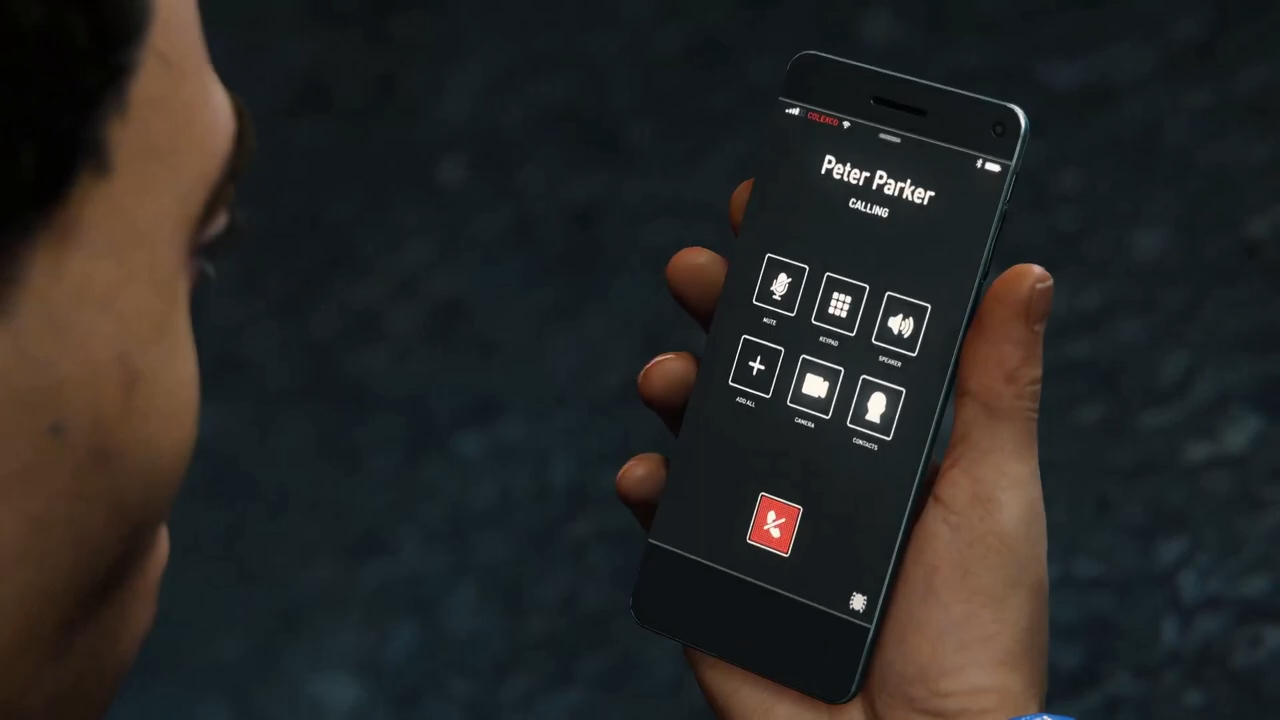 COLEXCO
Peter Parker
CALLING
MUTE
KEYPAD
SPEAKER
ADD ALL
CAMERA
CONTACTS